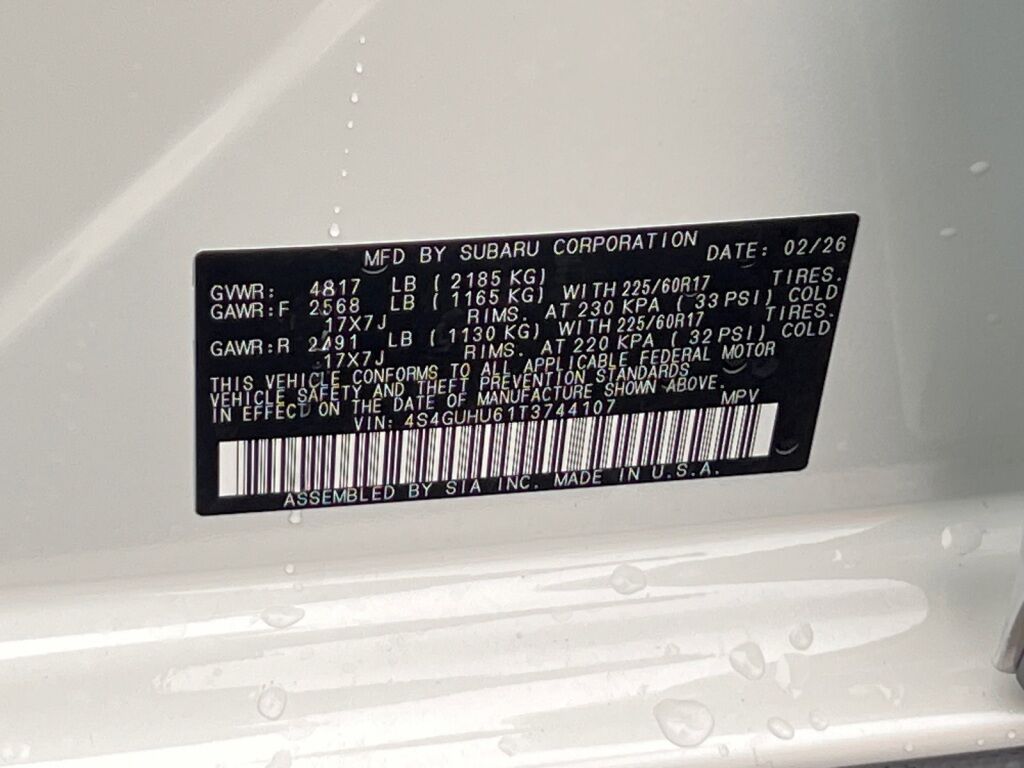 MFD BY SUBARU CORPORATION DATE: 02/26
GVWR: 4817 LB ( 2185 KG)
GAWR:F 2568 LB ( 1165 KG) WITH 225/60R17 TIRES.
17X7J RIMS. AT 230 KPA ( 33 PSI) COLD
GAWR:R 2491 LB ( 1130 KG) WITH 225/60R17 TIRES.
17X7J RIMS. AT 220 KPA ( 32 PSI) COLD
THIS VEHICLE CONFORMS TO ALL APPLICABLE FEDERAL MOTOR
VEHICLE SAFETY AND THEFT PREVENTION STANDARDS
IN EFFECT ON THE DATE OF MANUFACTURE SHOWN ABOVE.
VIN: 4S4GUHU61T3744107 MPV
ASSEMBLED BY SIA INC. MADE IN U.S.A.